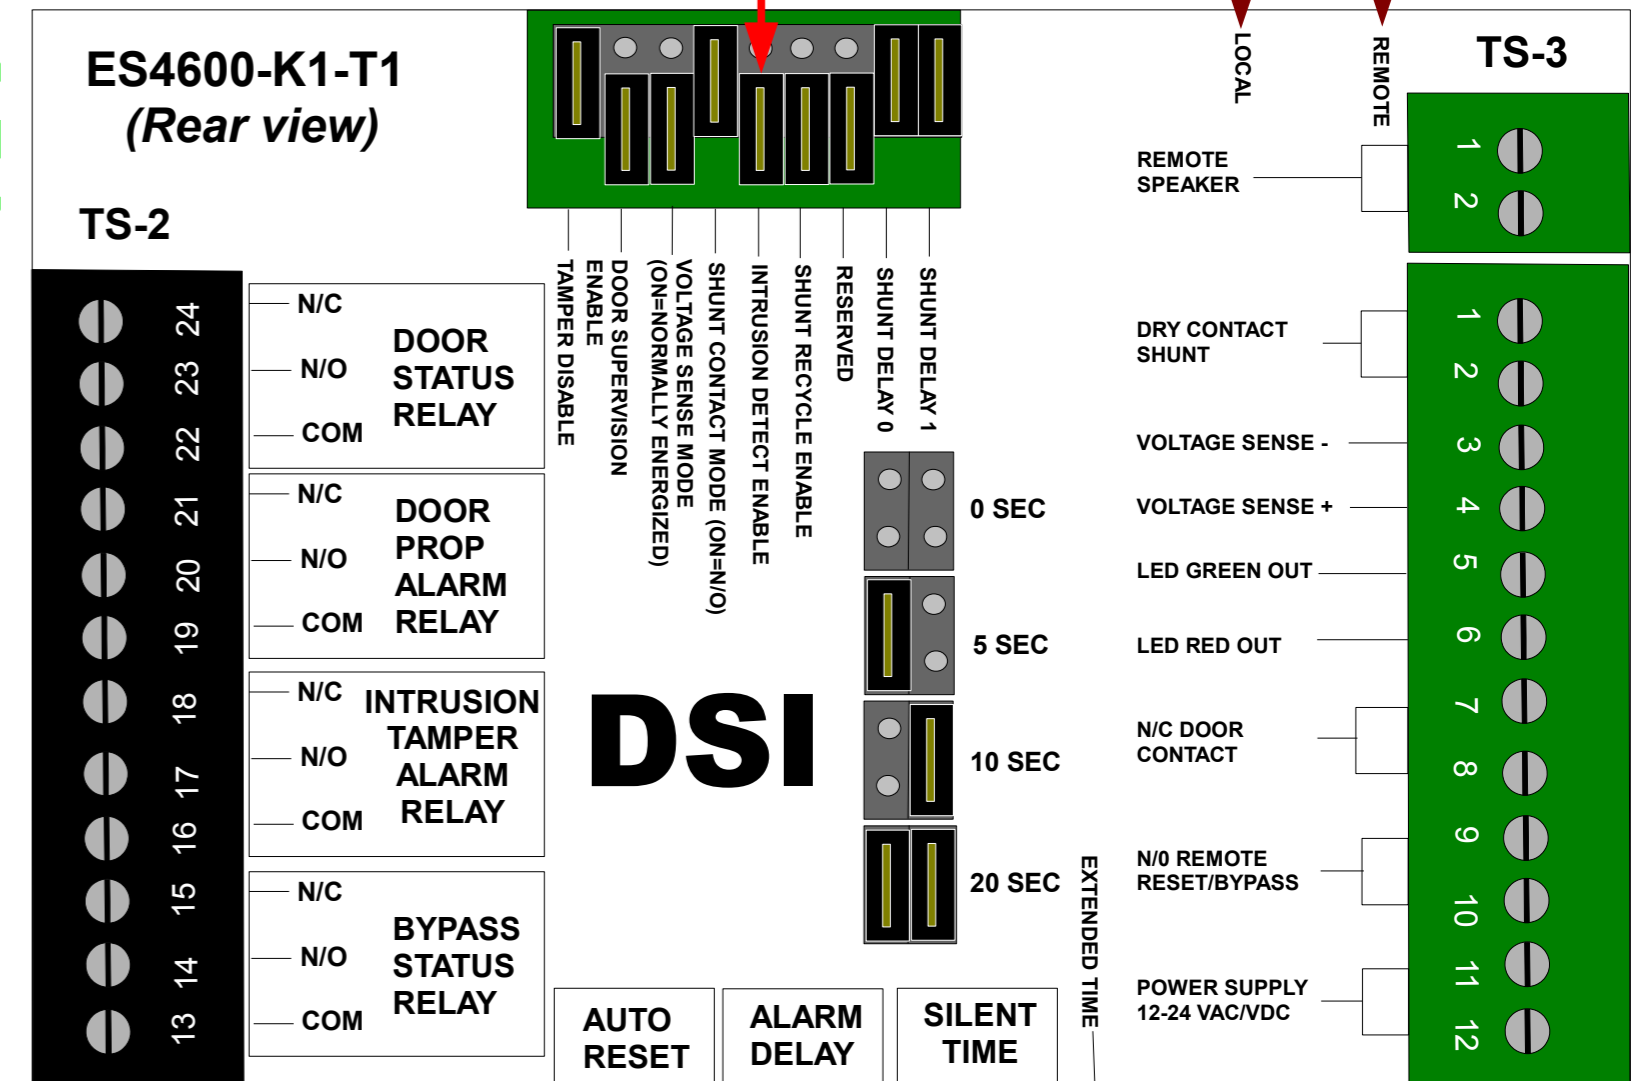 ES4600-K1-T1
(Rear view)
TS-2
24
23
22
21
20
19
18
17
16
15
14
13
N/C
N/O
COM
DOOR
STATUS
RELAY
N/C
N/O
COM
DOOR
PROP
ALARM
RELAY
N/C
N/O
COM
INTRUSION
TAMPER
ALARM
RELAY
N/C
N/O
COM
BYPASS
STATUS
RELAY
TAMPER DISABLE
DOOR SUPERVISION
ENABLE
VOLTAGE SENSE MODE
(ON=NORMALLY ENERGIZED)
SHUNT CONTACT MODE (ON=N/O)
INTRUSION DETECT ENABLE
SHUNT RECYCLE ENABLE
RESERVED
SHUNT DELAY 0
SHUNT DELAY 1
0 SEC
5 SEC
10 SEC
20 SEC
DSI
AUTO
RESET
ALARM
DELAY
SILENT
TIME
EXTENDED TIME
LOCAL
REMOTE
TS-3
REMOTE
SPEAKER
1
2
DRY CONTACT
SHUNT
VOLTAGE SENSE -
VOLTAGE SENSE +
LED GREEN OUT
LED RED OUT
N/C DOOR
CONTACT
N/0 REMOTE
RESET/BYPASS
POWER SUPPLY
12-24 VAC/VDC
1
2
3
4
5
6
7
8
9
10
11
12